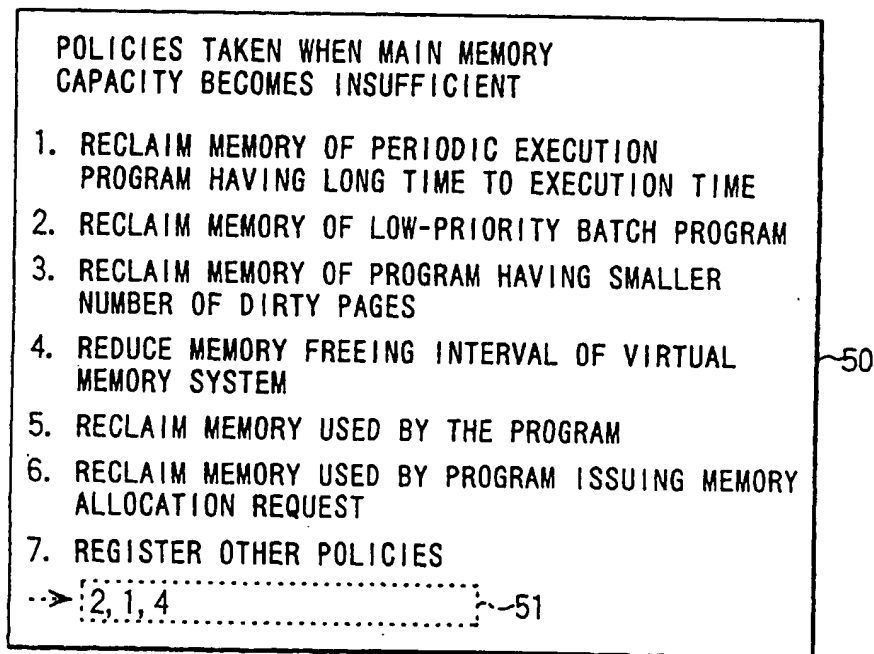 POLICIES TAKEN WHEN MAIN MEMORY
CAPACITY BECOMES INSUFFICIENT
1. RECLAIM MEMORY OF PERIODIC EXECUTION
PROGRAM HAVING LONG TIME TO EXECUTION TIME
2. RECLAIM MEMORY OF LOW-PRIORITY BATCH PROGRAM
3. RECLAIM MEMORY OF PROGRAM HAVING SMALLER
NUMBER OF DIRTY PAGES
4. REDUCE MEMORY FREEING INTERVAL OF VIRTUAL
MEMORY SYSTEM
50
5. RECLAIM MEMORY USED BY THE PROGRAM
6. RECLAIM MEMORY USED BY PROGRAM ISSUING MEMORY
ALLOCATION REQUEST
7. REGISTER OTHER POLICIES
2, 1, 4
51